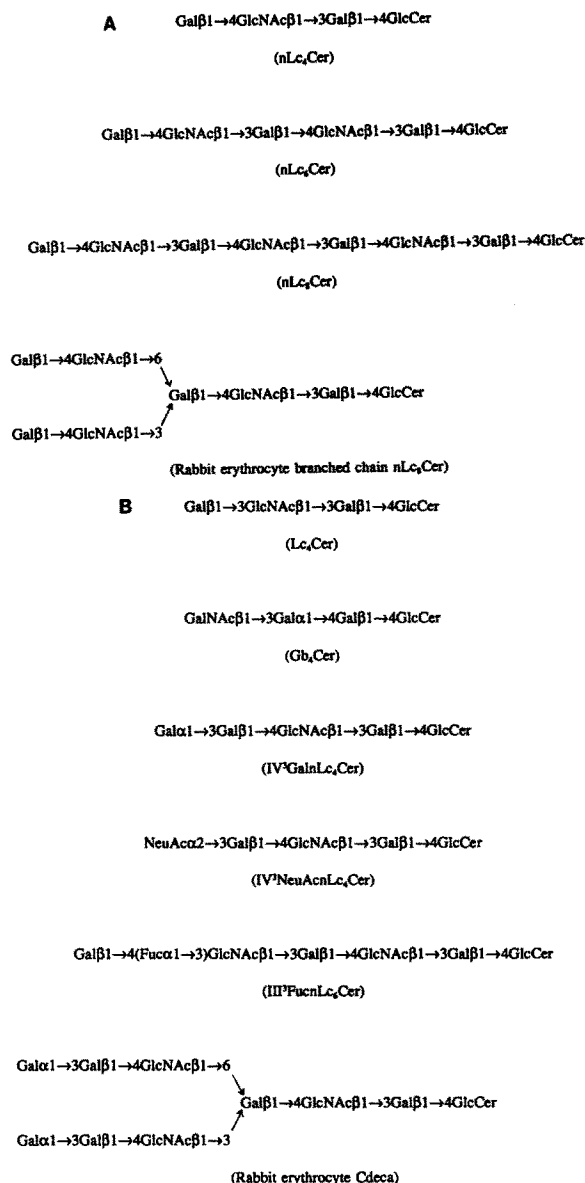 A
Galβ1→4GlcNAcβ1→3Galβ1→4GlcCer
(nLc₄Cer)
Galβ1→4GlcNAcβ1→3Galβ1→4GlcNAcβ1→3Galβ1→4GlcCer
(nLc₆Cer)
Galβ1→4GlcNAcβ1→3Galβ1→4GlcNAcβ1→3Galβ1→4GlcNAcβ1→3Galβ1→4GlcCer
(nLc₈Cer)
Galβ1→4GlcNAcβ1→6
Galβ1→4GlcNAcβ1→3Galβ1→4GlcCer
Galβ1→4GlcNAcβ1→3
(Rabbit erythrocyte branched chain nLc₈Cer)
B
Galβ1→3GlcNAcβ1→3Galβ1→4GlcCer
(Lc₄Cer)
GalNAcβ1→3Galα1→4Galβ1→4GlcCer
(Gb₄Cer)
Galα1→3Galβ1→4GlcNAcβ1→3Galβ1→4GlcCer
(IV³GalnLc₄Cer)
NeuAcα2→3Galβ1→4GlcNAcβ1→3Galβ1→4GlcCer
(IV³NeuAcnLc₄Cer)
Galβ1→4(Fucα1→3)GlcNAcβ1→3Galβ1→4GlcNAcβ1→3Galβ1→4GlcCer
(III³FucnLc₆Cer)
Galα1→3Galβ1→4GlcNAcβ1→6
Galβ1→4GlcNAcβ1→3Galβ1→4GlcCer
Galα1→3Galβ1→4GlcNAcβ1→3
(Rabbit erythrocyte Cdeca)